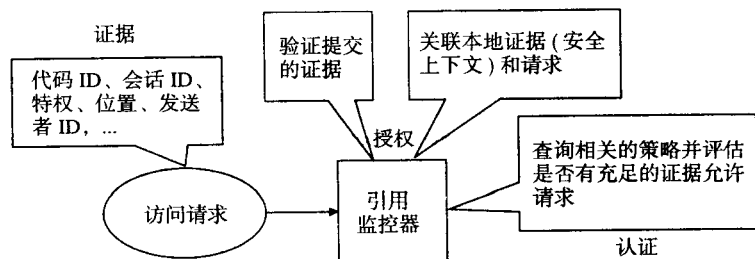 证据
代码 ID、会话 ID、
特权、位置、发送
者 ID，...
验证提交
的证据
关联本地证据（安全
上下文）和请求
授权
访问请求
引用
监控器
查询相关的策略并评估
是否有充足的证据允许
请求
认证